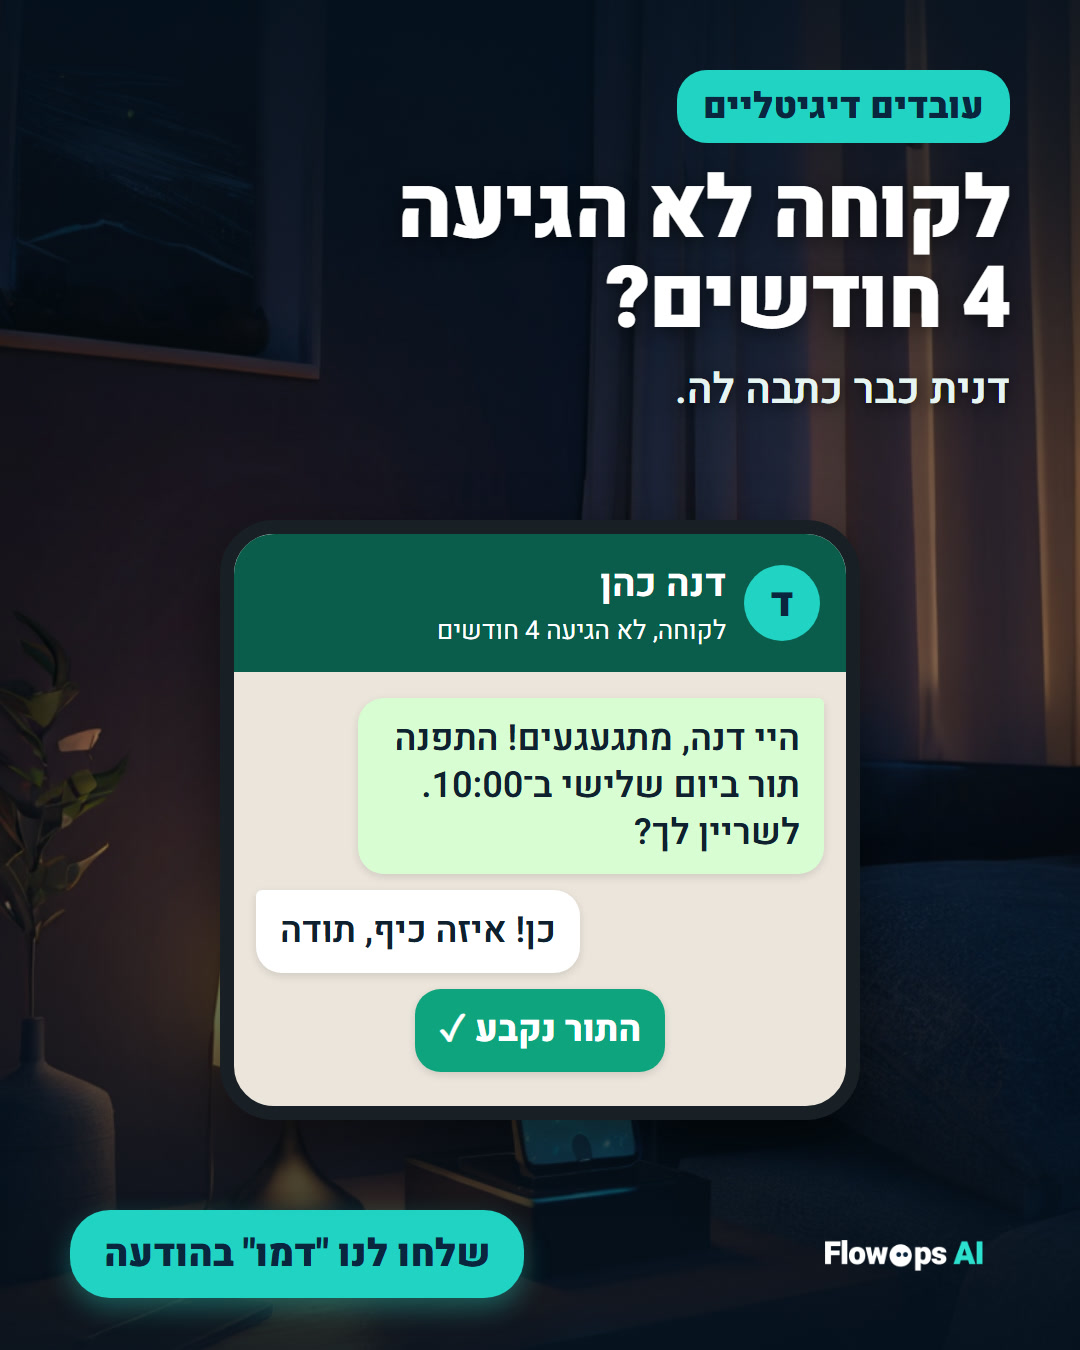 עובדים דיגיטליים
לקוחה לא הגיעה
4 חודשים?
דנית כבר כתבה לה.
ד
דנה כהן
לקוחה, לא הגיעה 4 חודשים
היי דנה, מתגעגעים! התפנה
תור ביום שלישי ב־10:00.
לשריין לך?
כן! איזה כיף, תודה
התור נקבע ✓
שלחו לנו "דמו" בהודעה
Flowops AI